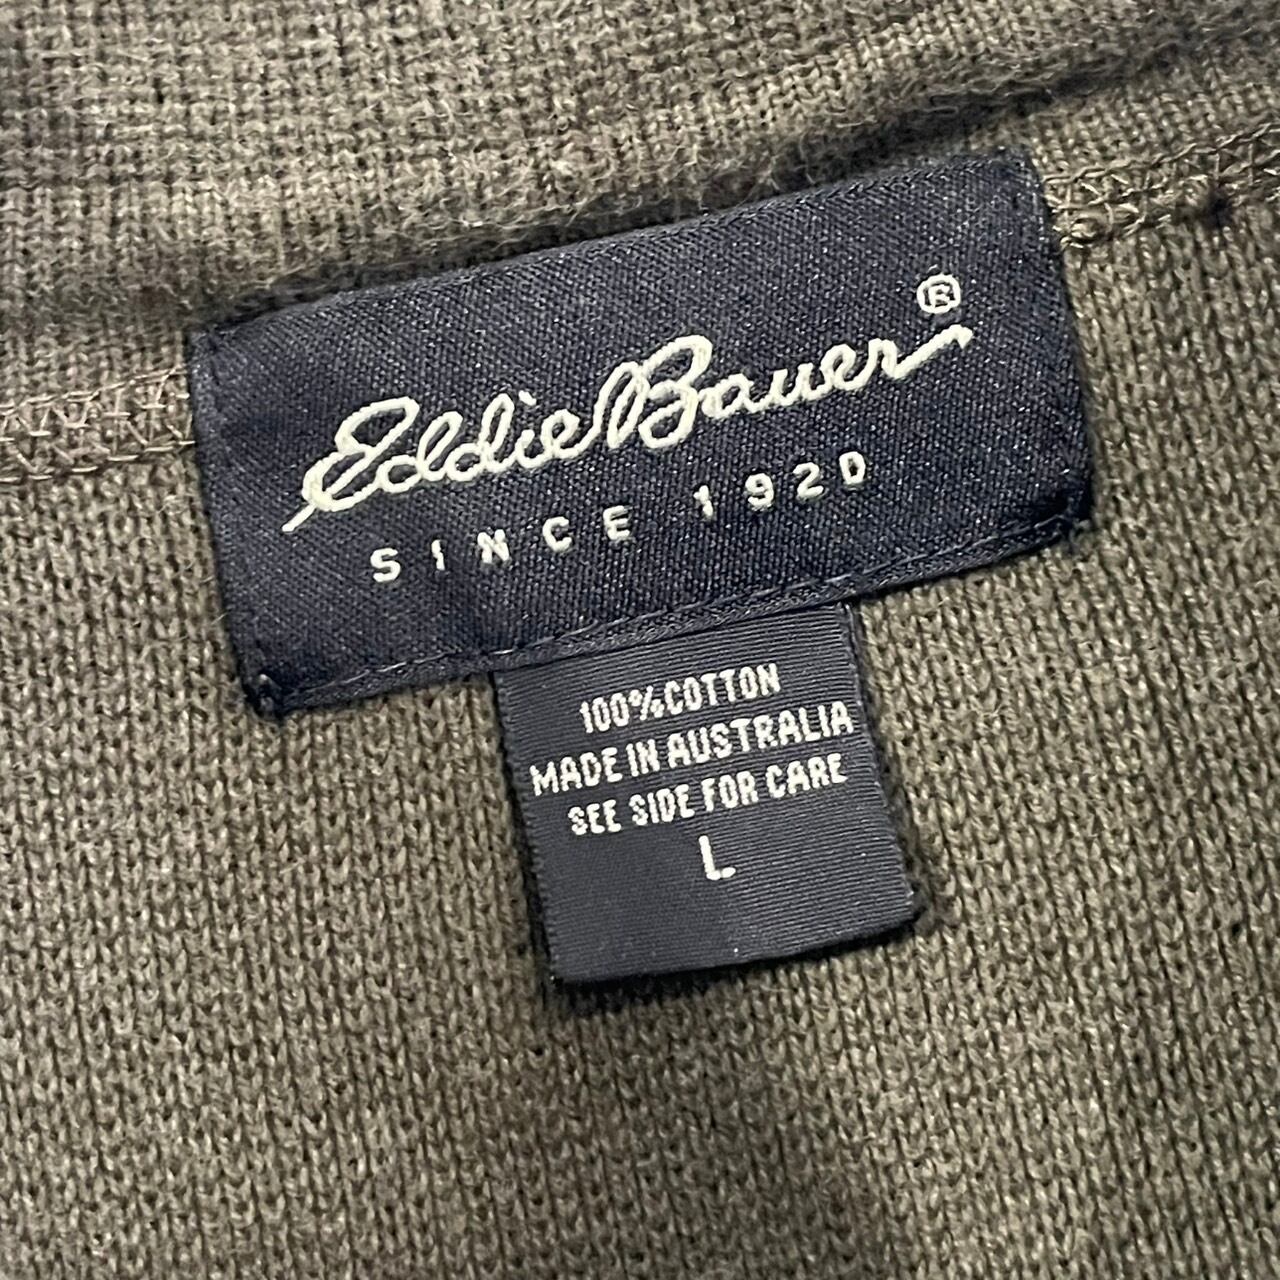 Eddie Bauer®
SINCE 1920
100%COTTON
MADE IN AUSTRALIA
SEE SIDE FOR CARE
L